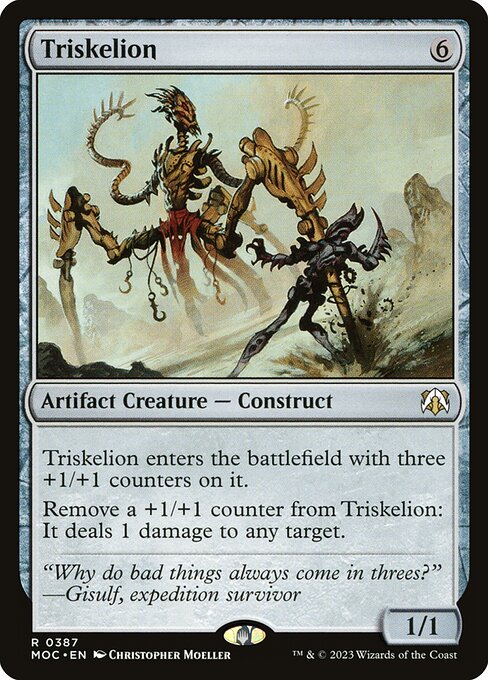 Triskelion 6
Artifact Creature — Construct
Triskelion enters the battlefield with three
+1/+1 counters on it.
Remove a +1/+1 counter from Triskelion:
It deals 1 damage to any target.
“Why do bad things always come in threes?”
—Gisulf, expedition survivor
1/1
R 0387
MOC • EN Christopher Moeller ™ & © 2023 Wizards of the Coast